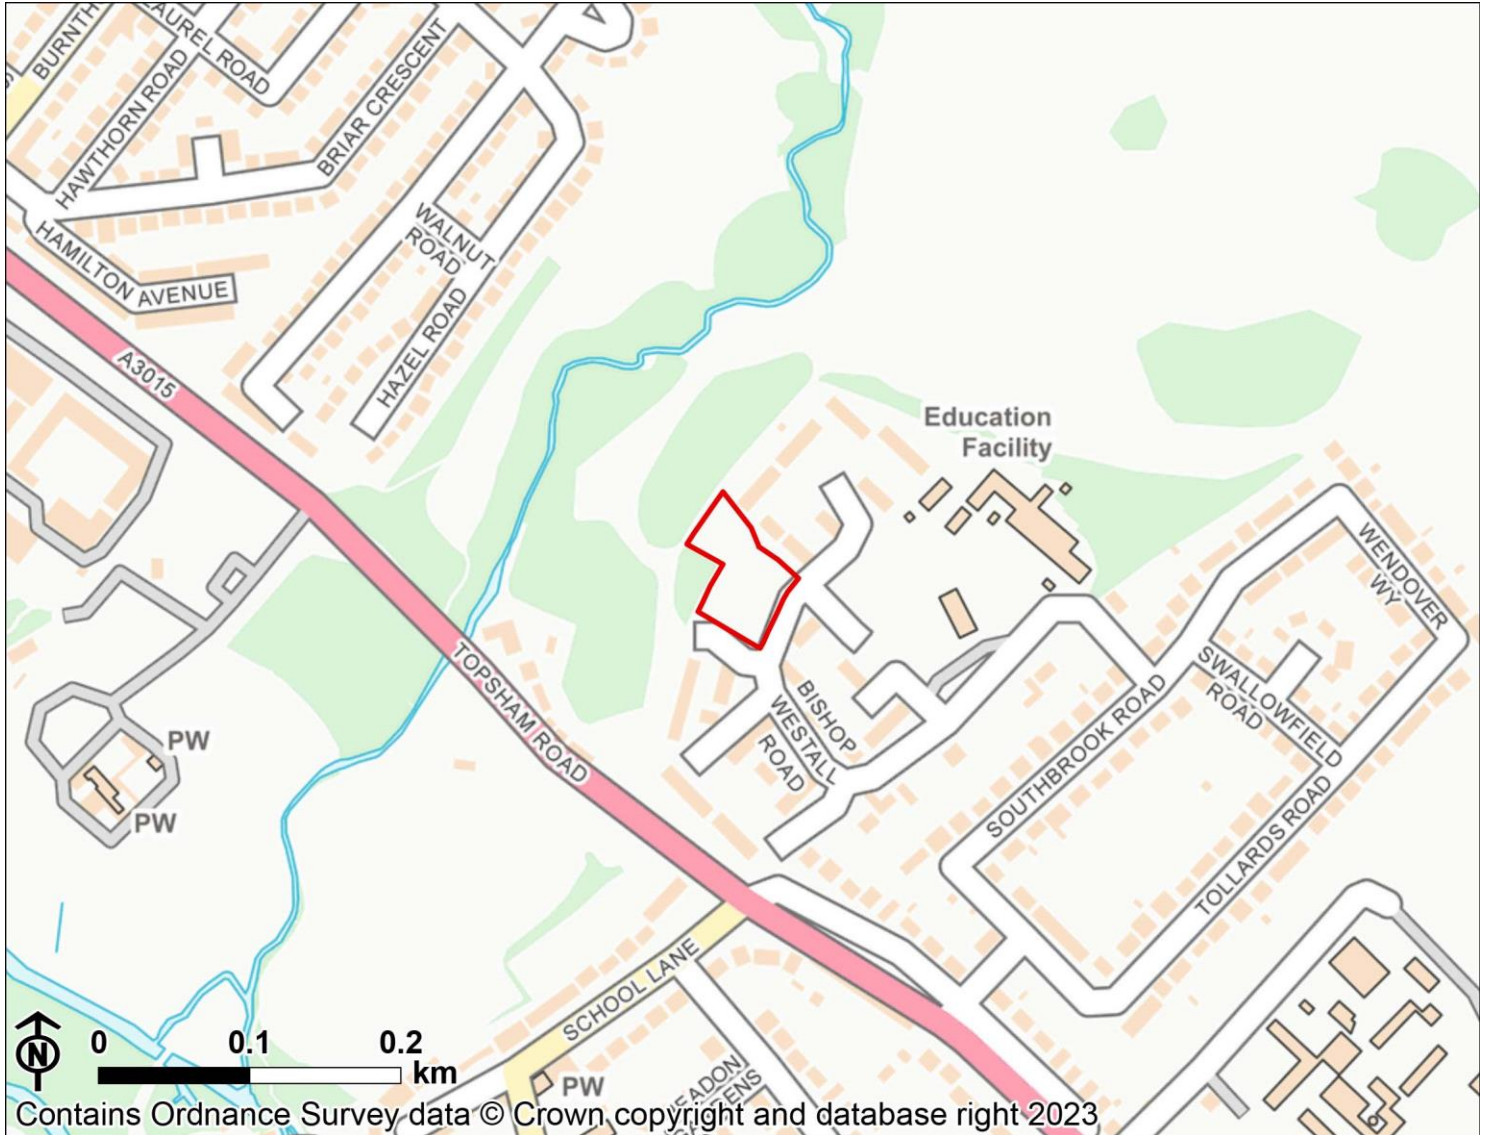 BURNTH
LAUREL ROAD
HAWTHORN ROAD
BRIAR CRESCENT
HAMILTON AVENUE
WALNUT
ROAD
HAZEL ROAD
A3015
Education
Facility
WENDOVER
WY
SWALLOWFIELD
ROAD
SOUTHBROOK ROAD
TOLLARDS ROAD
BISHOP
WESTALL
ROAD
TOPSHAM ROAD
PW
PW
SCHOOL LANE
EADON
ENS
PW
N
0 0.1 0.2
km
Contains Ordnance Survey data © Crown copyright and database right 2023